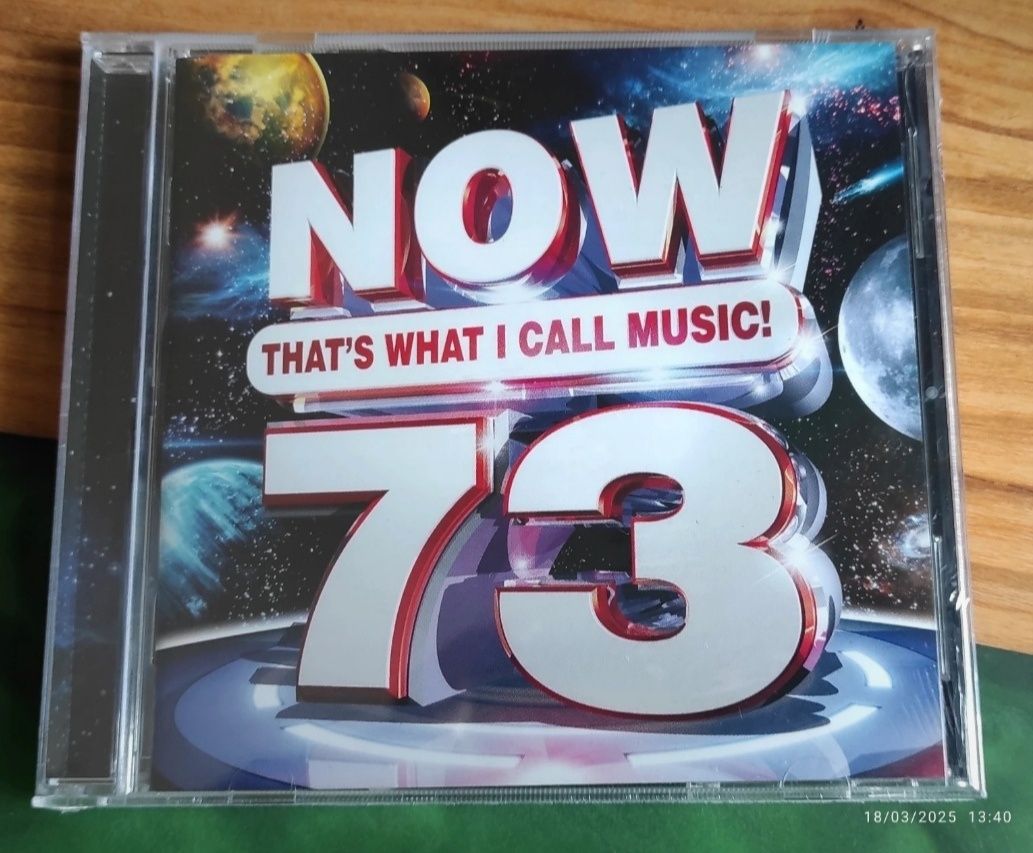 NOW
THAT'S WHAT I CALL MUSIC!
73
18/03/2025 13:40